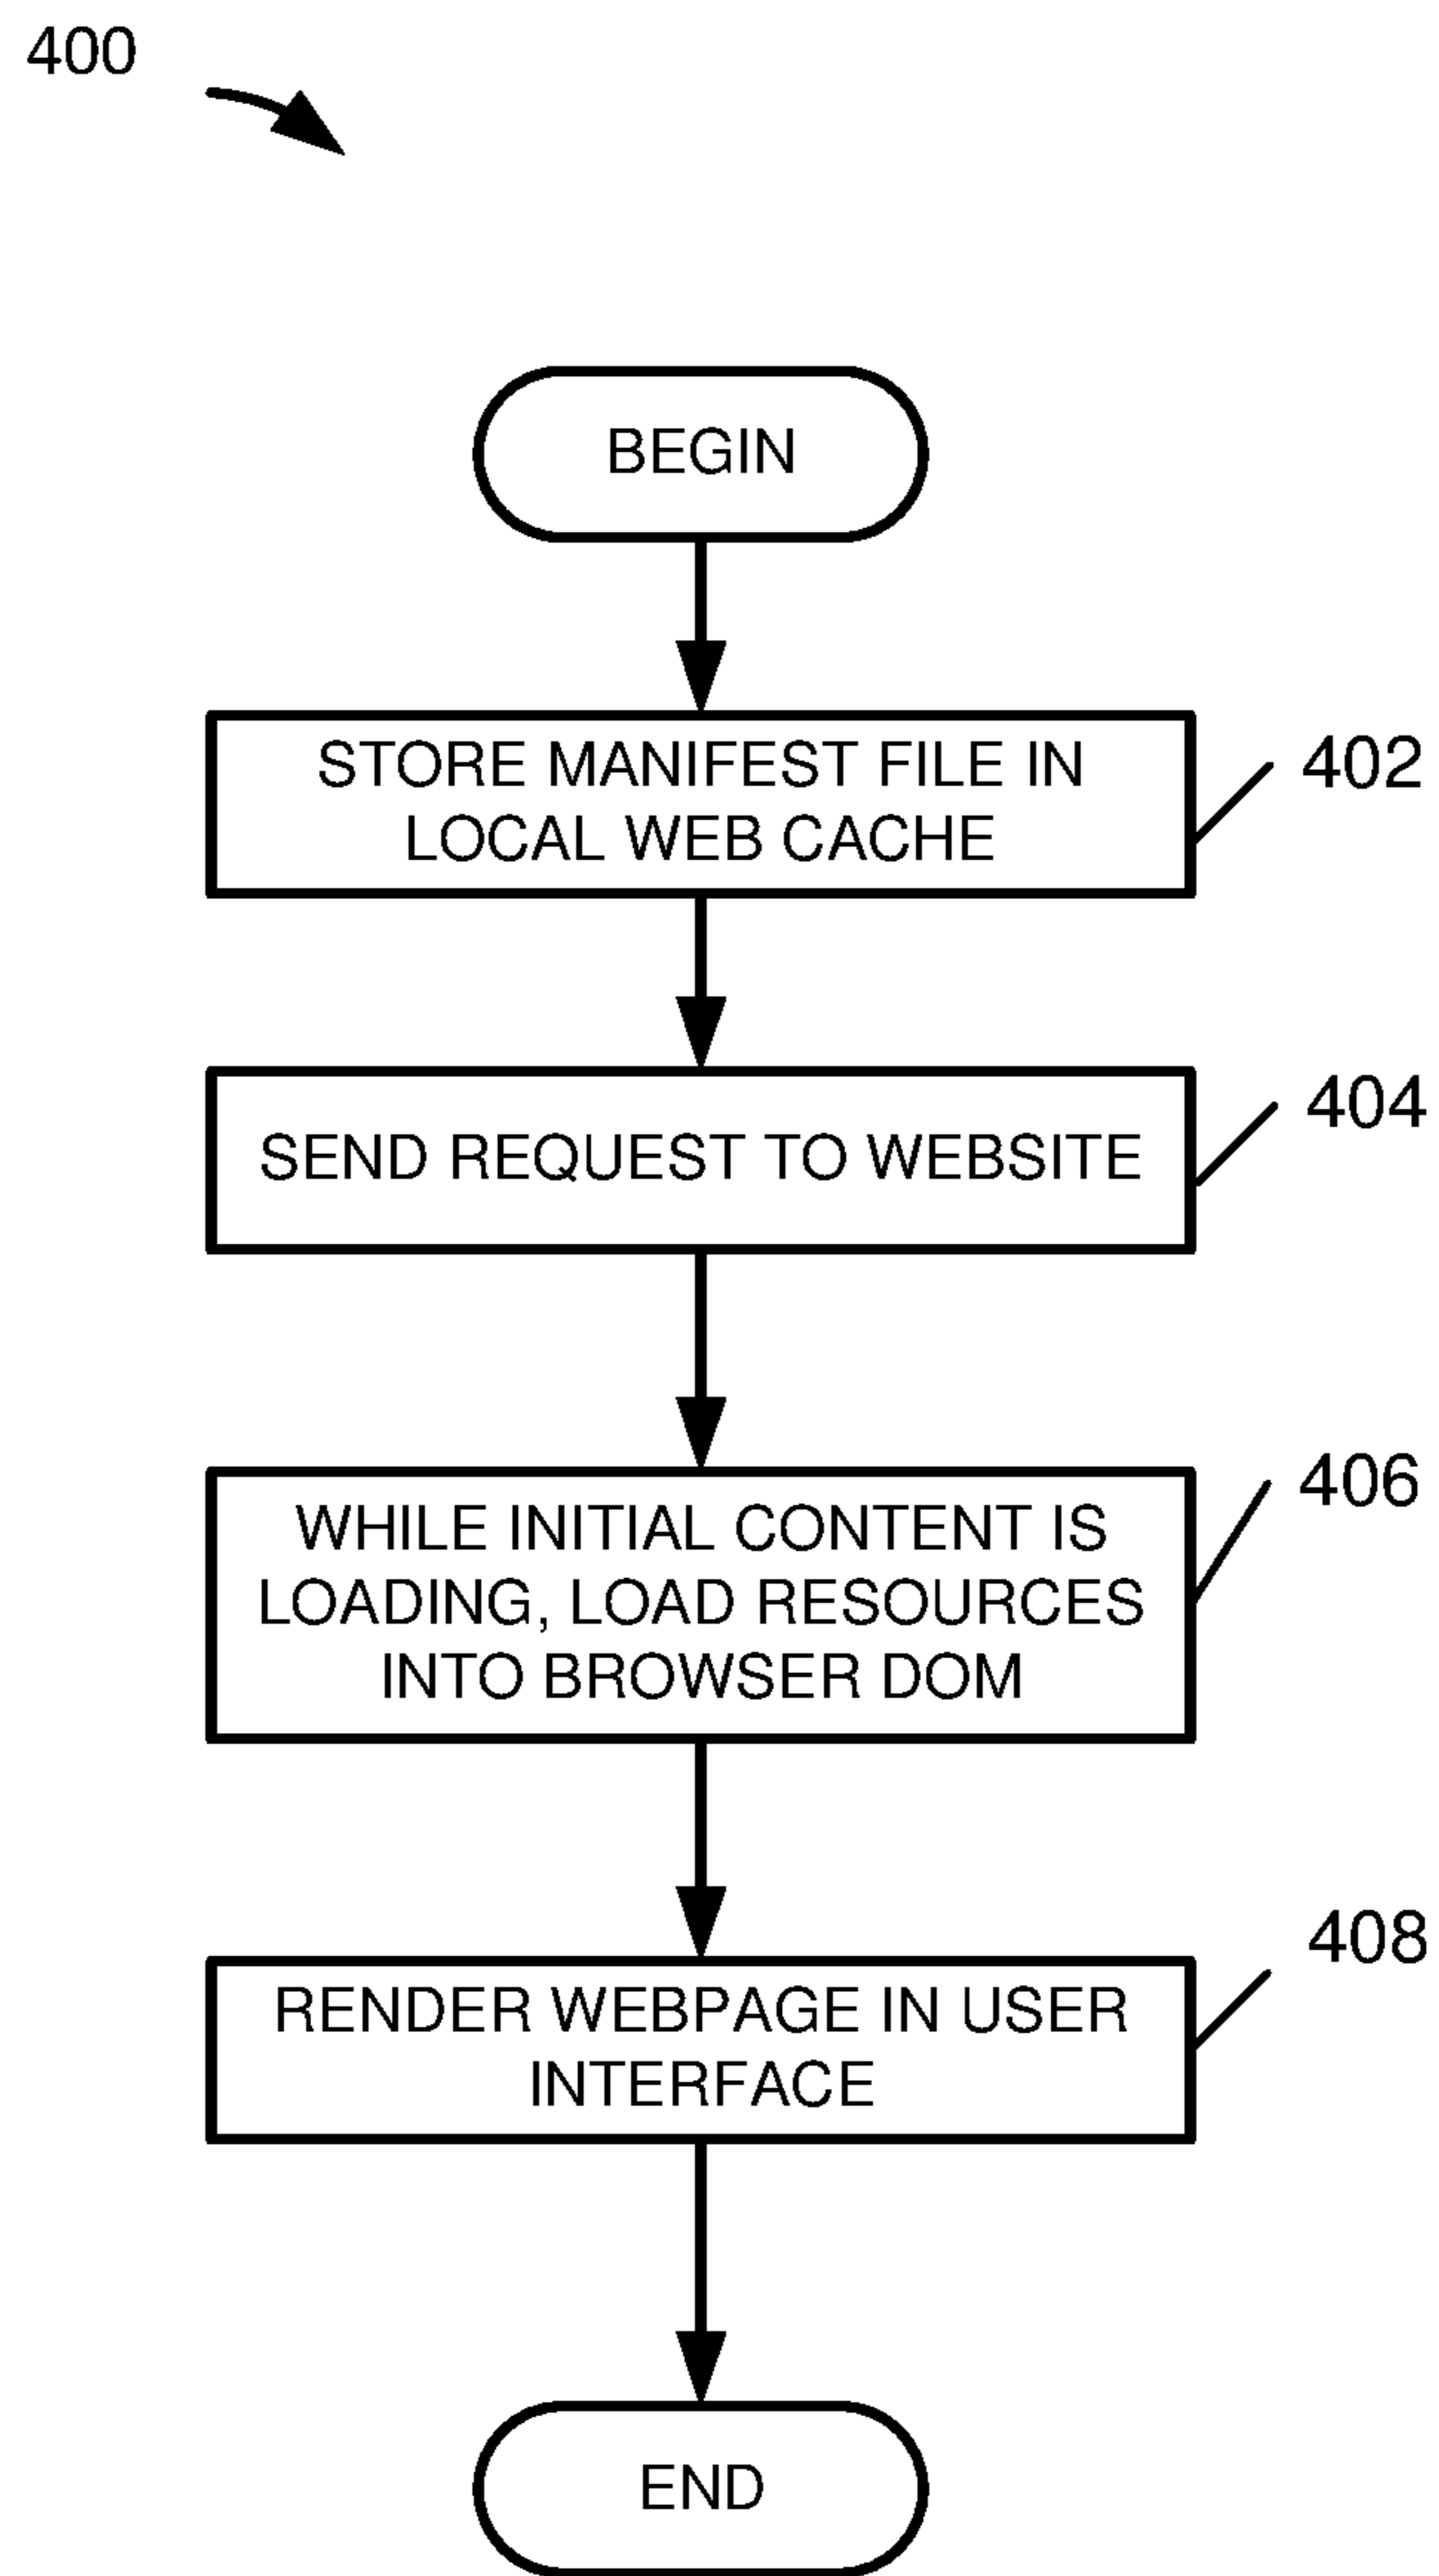 400
BEGIN
STORE MANIFEST FILE IN
LOCAL WEB CACHE
402
SEND REQUEST TO WEBSITE
404
WHILE INITIAL CONTENT IS
LOADING, LOAD RESOURCES
INTO BROWSER DOM
406
RENDER WEBPAGE IN USER
INTERFACE
408
END